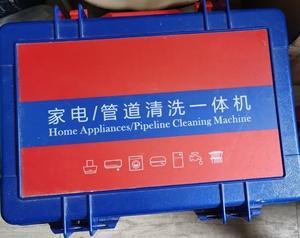 家电/管道清洗一体机
Home Appliances/Pipeline Cleaning Machine